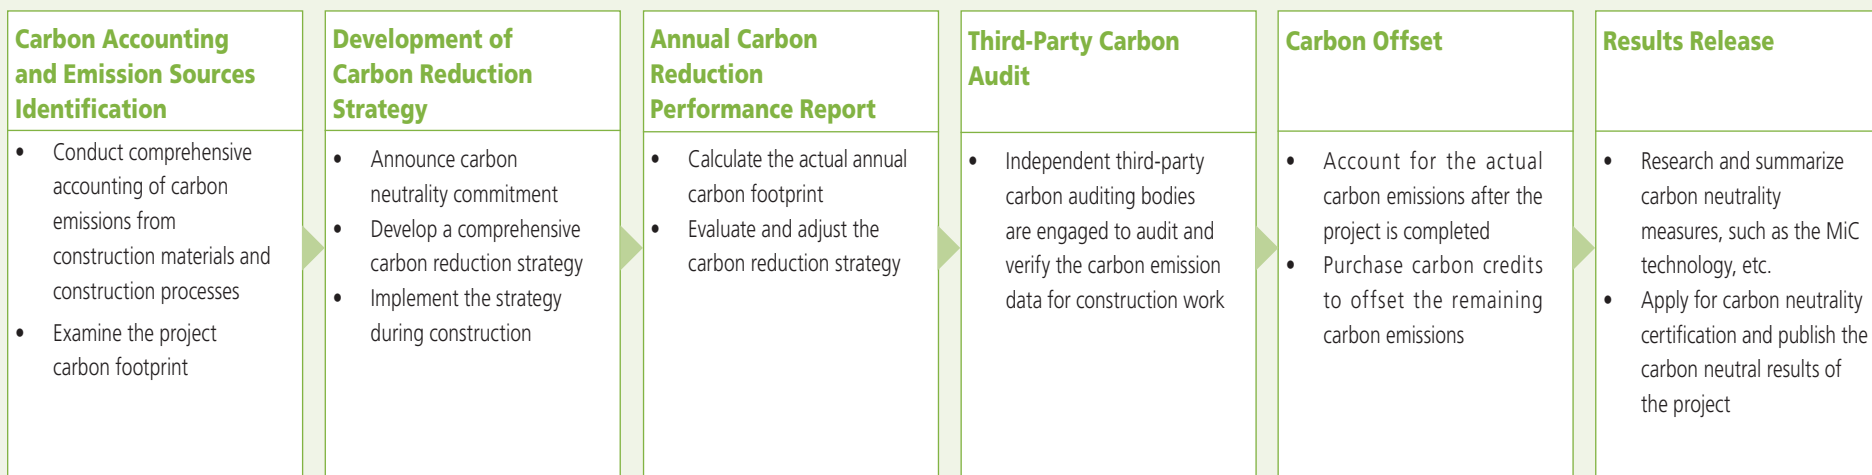 Carbon Accounting
and Emission Sources
Identification
• Conduct comprehensive
accounting of carbon
emissions from
construction materials and
construction processes
• Examine the project
carbon footprint
Development of
Carbon Reduction
Strategy
• Announce carbon
neutrality commitment
• Develop a comprehensive
carbon reduction strategy
• Implement the strategy
during construction
Annual Carbon
Reduction
Performance Report
• Calculate the actual annual
carbon footprint
• Evaluate and adjust the
carbon reduction strategy
Third-Party Carbon
Audit
• Independent third-party
carbon auditing bodies
are engaged to audit and
verify the carbon emission
data for construction work
Carbon Offset
• Account for the actual
carbon emissions after the
project is completed
• Purchase carbon credits
to offset the remaining
carbon emissions
Results Release
• Research and summarize
carbon neutrality
measures, such as the MiC
technology, etc.
• Apply for carbon neutrality
certification and publish the
carbon neutral results of
the project